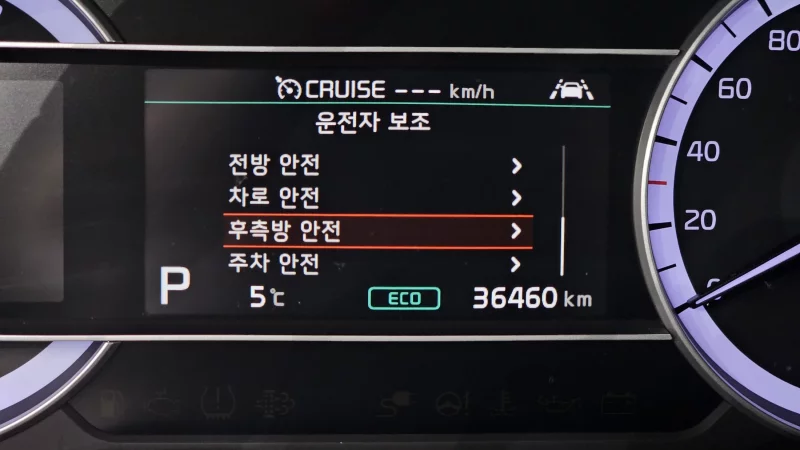 CRUISE --- km/h
운전자 보조
전방 안전
차로 안전
후측방 안전
주차 안전
P
5℃ ECO 36460 km
80
60
40
20
0